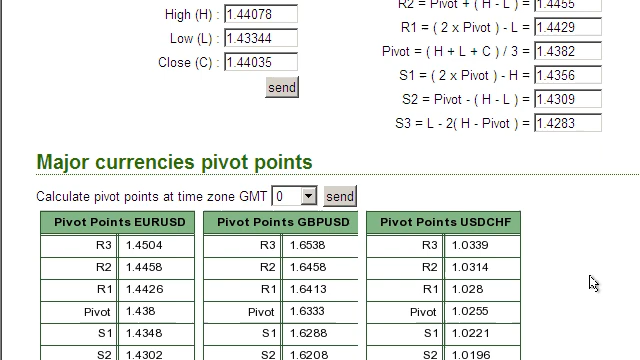 R2 = Pivot + ( H - L ) = 1.4455
High (H) : 1.44078
R1 = ( 2 x Pivot ) - L = 1.4429
Low (L) : 1.43344
Pivot = ( H + L + C ) / 3 = 1.4382
Close (C) : 1.44035
S1 = ( 2 x Pivot ) - H = 1.4356
send
S2 = Pivot - ( H - L ) = 1.4309
S3 = L - 2( H - Pivot ) = 1.4283
Major currencies pivot points
Calculate pivot points at time zone GMT 0 send
Pivot Points EURUSD Pivot Points GBPUSD Pivot Points USDCHF
R3 1.4504 R3 1.6538 R3 1.0339
R2 1.4458 R2 1.6458 R2 1.0314
R1 1.4426 R1 1.6413 R1 1.028
Pivot 1.438 Pivot 1.6333 Pivot 1.0255
S1 1.4348 S1 1.6288 S1 1.0221
S2 1.4302 S2 1.6208 S2 1.0196